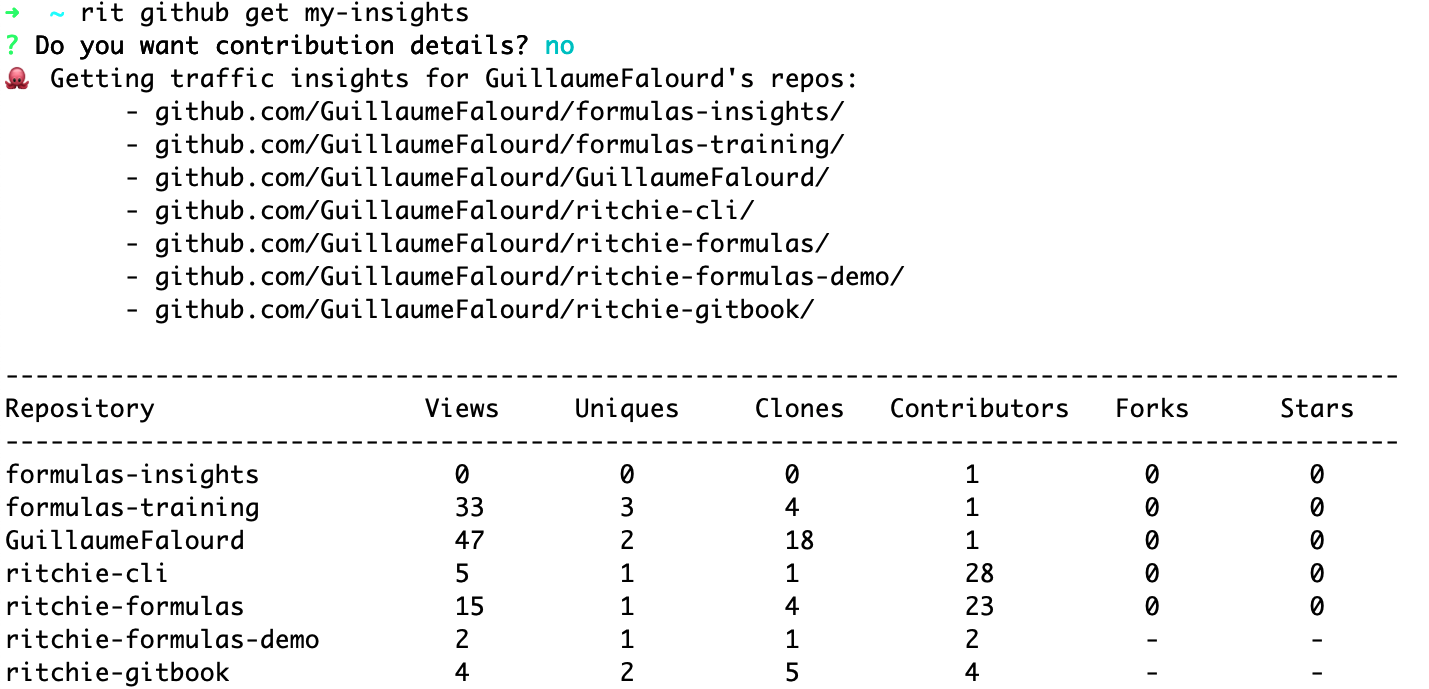 ➜  ~ rit github get my-insights
? Do you want contribution details? no
🐙 Getting traffic insights for GuillaumeFalourd's repos:
        - github.com/GuillaumeFalourd/formulas-insights/
        - github.com/GuillaumeFalourd/formulas-training/
        - github.com/GuillaumeFalourd/GuillaumeFalourd/
        - github.com/GuillaumeFalourd/ritchie-cli/
        - github.com/GuillaumeFalourd/ritchie-formulas/
        - github.com/GuillaumeFalourd/ritchie-formulas-demo/
        - github.com/GuillaumeFalourd/ritchie-gitbook/
---------------------------------------------------------------------------------------------
Repository                  Views     Uniques     Clones   Contributors   Forks      Stars
---------------------------------------------------------------------------------------------
formulas-insights             0          0          0           1           0          0
formulas-training             33         3          4           1           0          0
GuillaumeFalourd              47         2          18          1           0          0
ritchie-cli                   5          1          1           28          0          0
ritchie-formulas              15         1          4           23          0          0
ritchie-formulas-demo         2          1          1           2           -          -
ritchie-gitbook               4          2          5           4           -          -